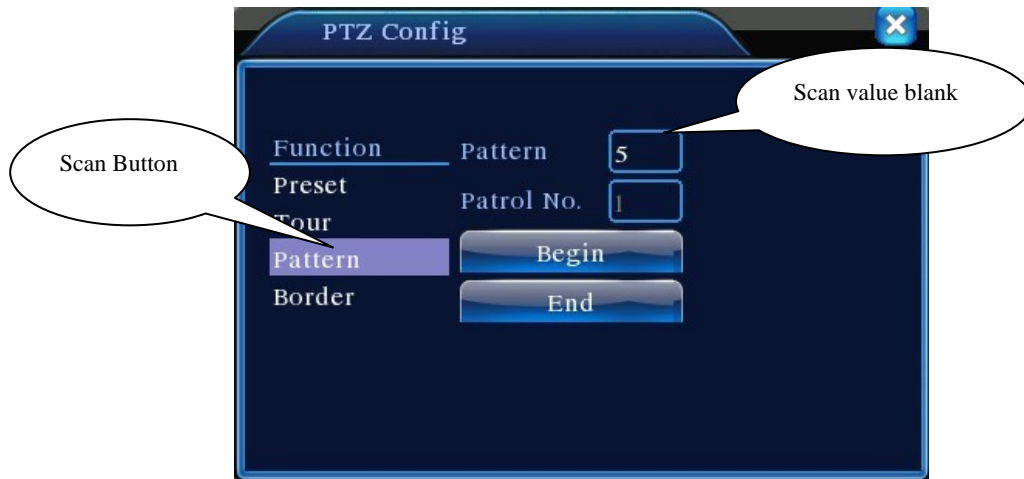 PTZ Config
Scan value blank
Scan Button
Function
Pattern
5
Preset
Patrol No.
1
Tour
Pattern
Begin
Border
End